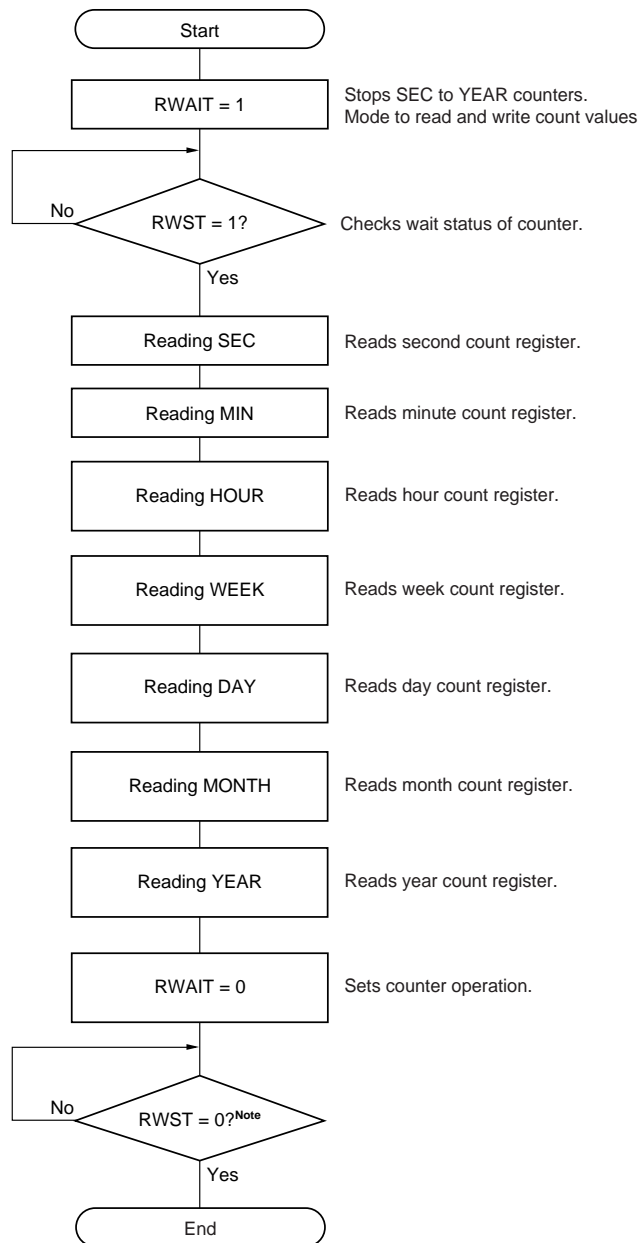 Start
RWAIT = 1
Stops SEC to YEAR counters.
Mode to read and write count values
No
RWST = 1?
Checks wait status of counter.
Yes
Reading SEC
Reads second count register.
Reading MIN
Reads minute count register.
Reading HOUR
Reads hour count register.
Reading WEEK
Reads week count register.
Reading DAY
Reads day count register.
Reading MONTH
Reads month count register.
Reading YEAR
Reads year count register.
RWAIT = 0
Sets counter operation.
No
RWST = 0?Note
Yes
End